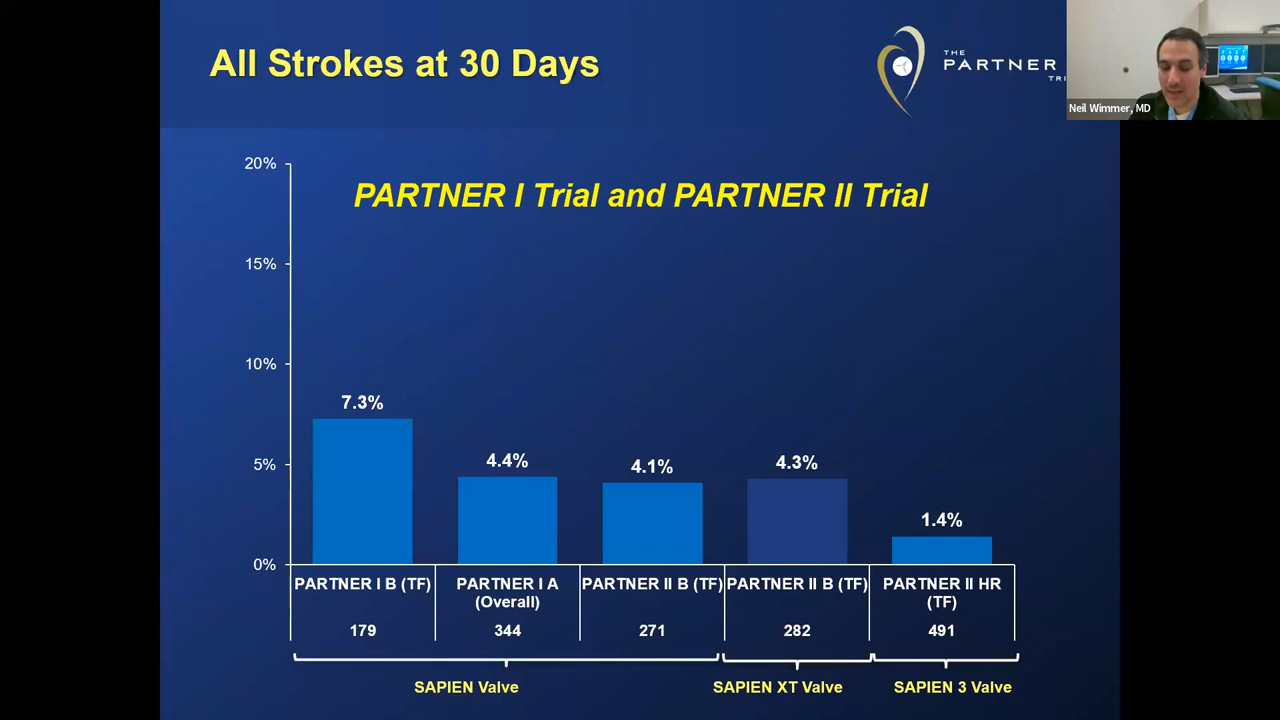 All Strokes at 30 Days
THE
PARTNER
TRI
Neil Wimmer, MD
PARTNER I Trial and PARTNER II Trial
20%
15%
10%
5%
0%
7.3%
4.4%
4.1%
4.3%
1.4%
PARTNER I B (TF)
PARTNER I A
(Overall)
PARTNER II B (TF)
PARTNER II B (TF)
PARTNER II HR
(TF)
179
344
271
282
491
SAPIEN Valve
SAPIEN XT Valve
SAPIEN 3 Valve